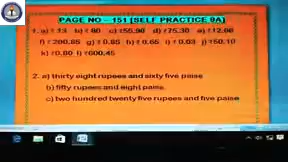 PAGE NO - 151 [SELF PRACTICE 9A]
1. a) ₹ 13 b) ₹ 80 c) ₹55.90 d) ₹75.30 e) ₹12.06
f) ₹ 200.85 g) ₹ 0.85 h) ₹ 0.65 i) ₹ 0.03 j) ₹50.10
k) ₹0.80 l) ₹600.45
2. a) thirty eight rupees and sixty five paise
b) fifty rupees and eight paise
c) two hundred twenty five rupees and five paise